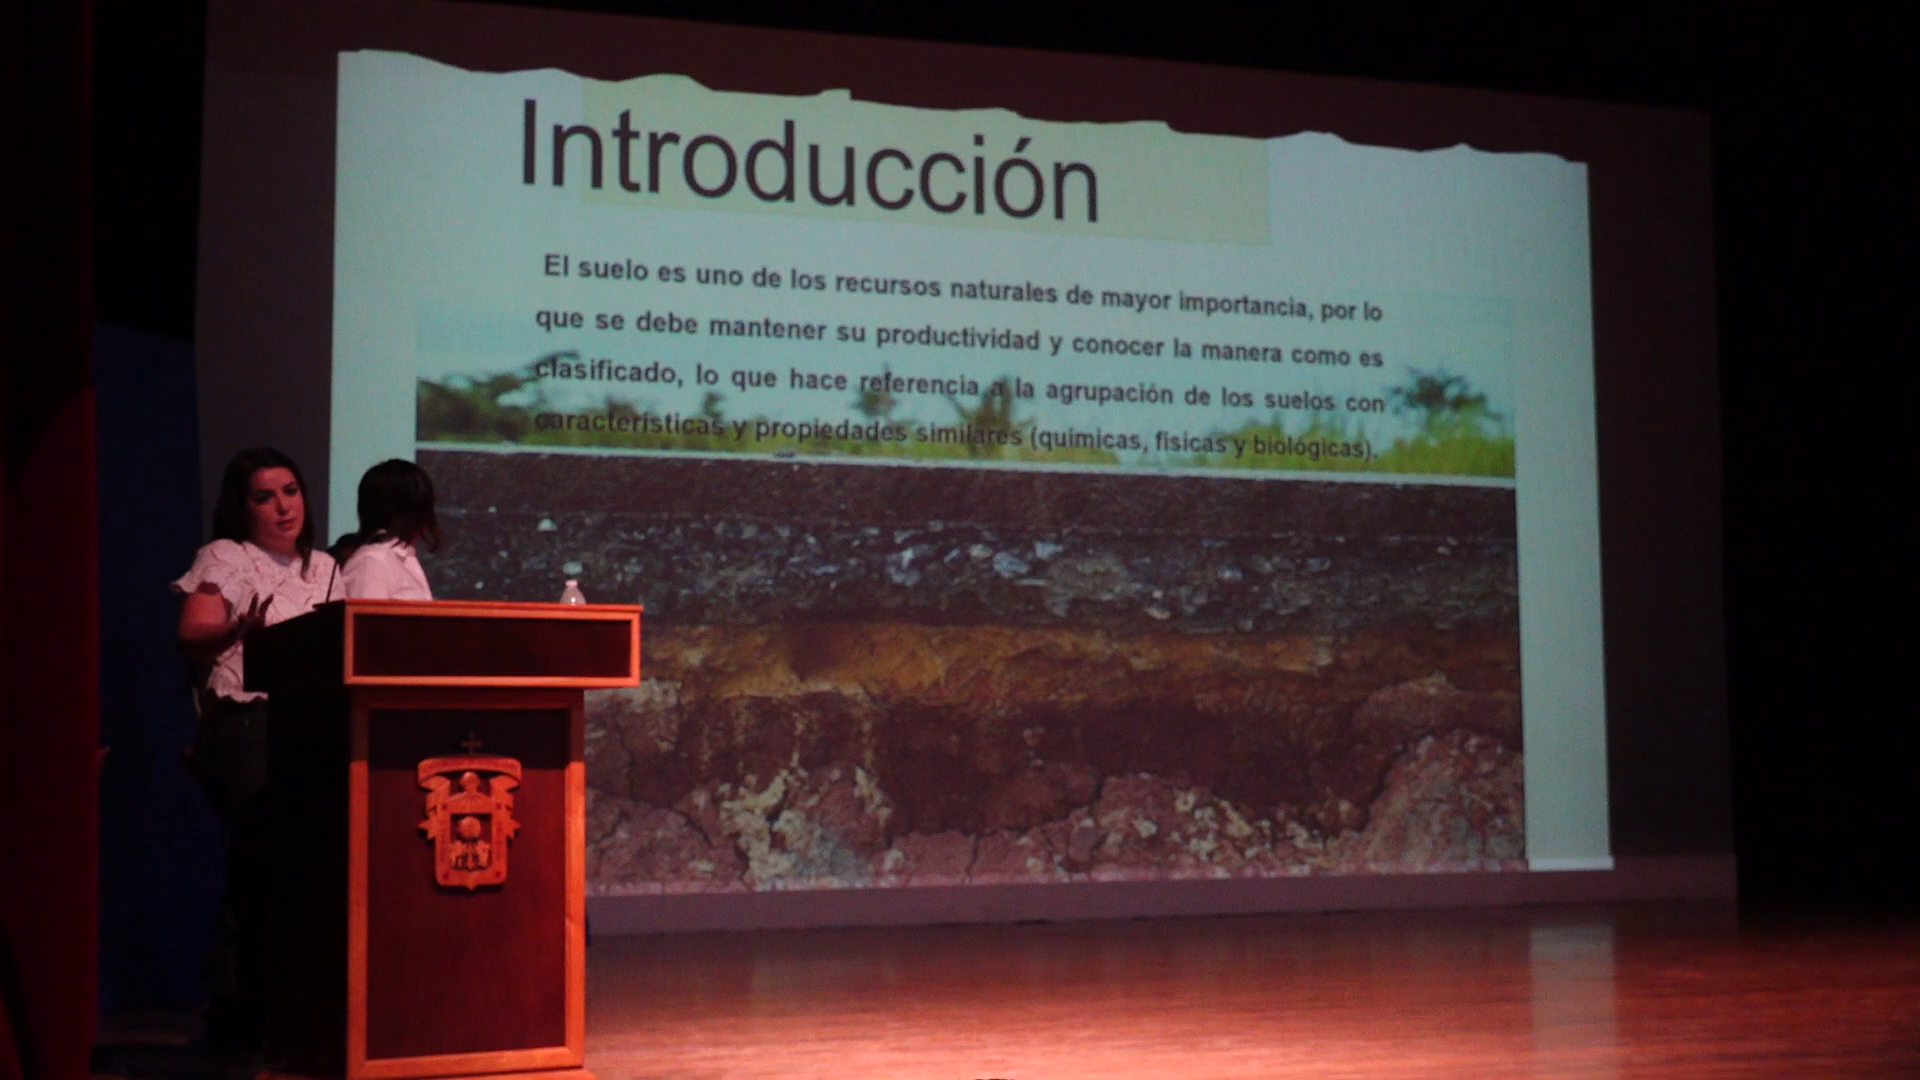 Introducción
El suelo es uno de los recursos naturales de mayor importancia, por lo
que se debe mantener su productividad y conocer la manera como es
clasificado, lo que hace referencia a la agrupación de los suelos con
características y propiedades similares (químicas, físicas y biológicas).